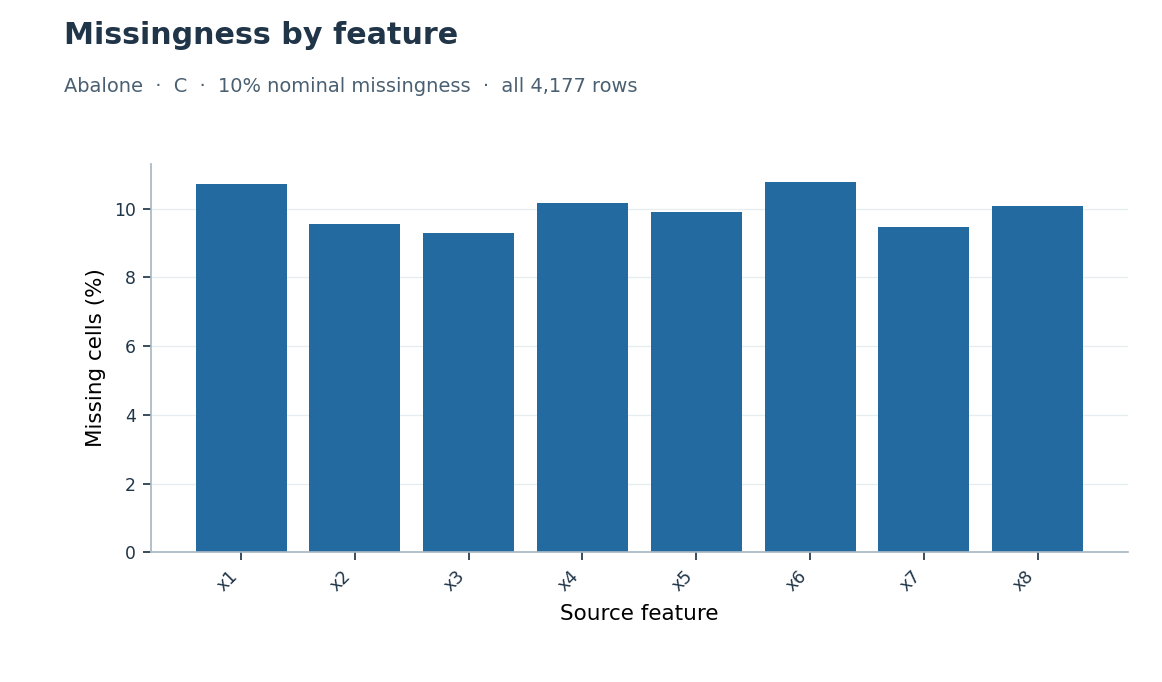 Missingness by feature
Abalone · C · 10% nominal missingness · all 4,177 rows
Missing cells (%)
10
8
6
4
2
0
x1 x2 x3 x4 x5 x6 x7 x8
Source feature